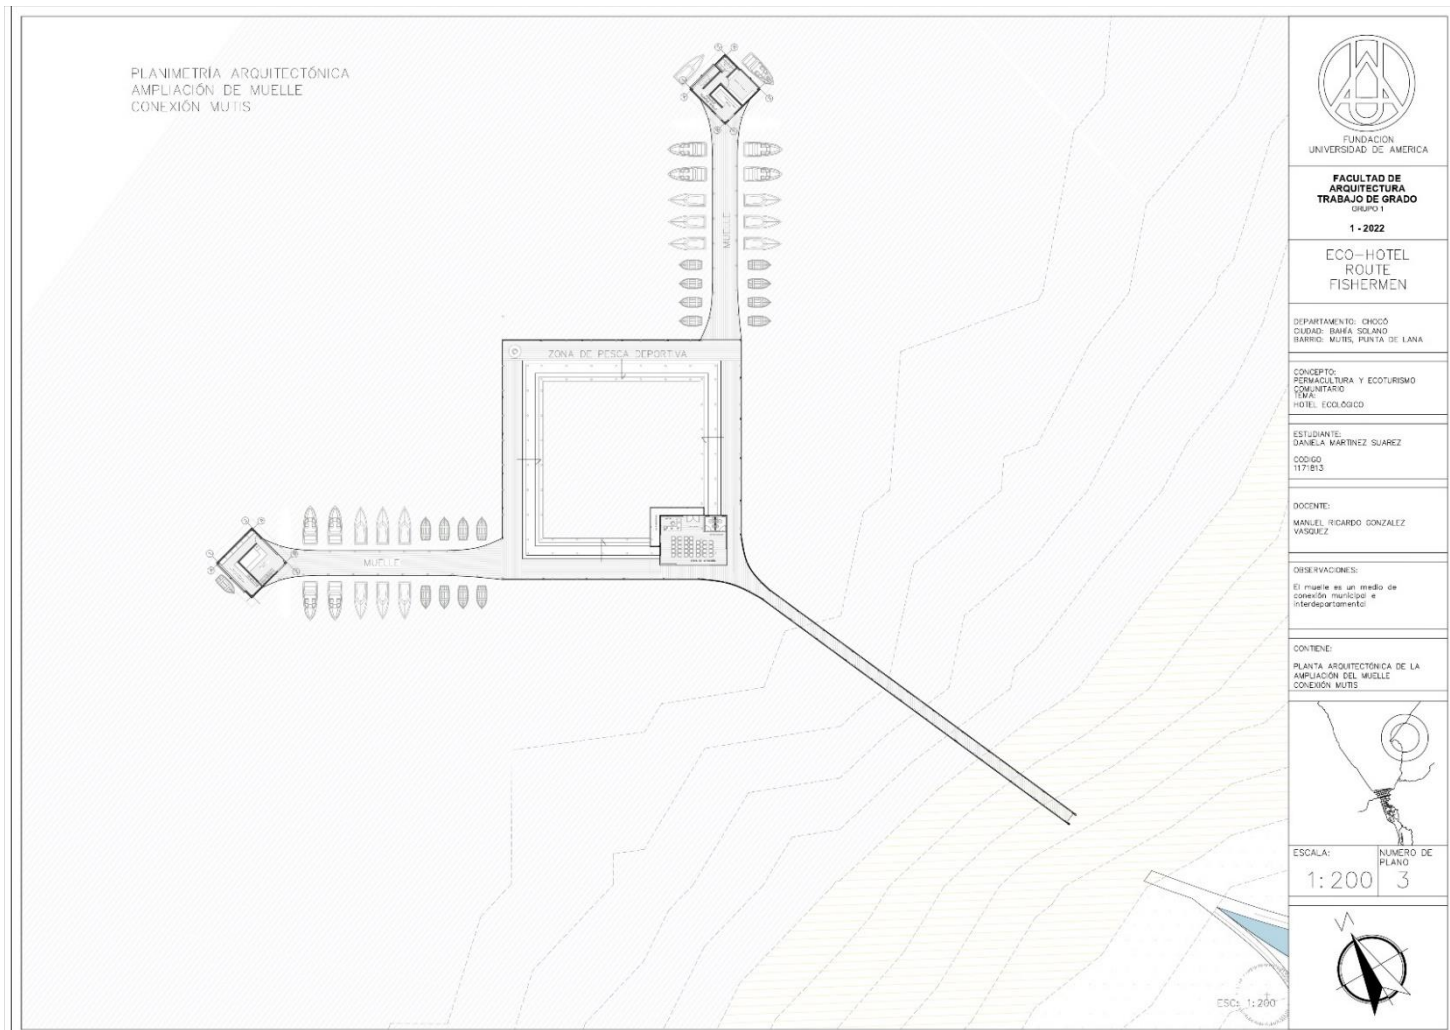 PLANIMETRÍA ARQUITECTÓNICA
AMPLIACIÓN DE MUELLE
CONEXIÓN MUTIS
MUELLE
ZONA DE PESCA DEPORTIVA
MUELLE
ESC: 1:200
FUNDACION
UNIVERSIDAD DE AMERICA
FACULTAD DE
ARQUITECTURA
TRABAJO DE GRADO
GRUPO 1
1 - 2022
ECO-HOTEL
ROUTE
FISHERMEN
DEPARTAMENTO: CHOCÓ
CIUDAD: BAHÍA SOLANO
BARRIO: MUTIS, PUNTA DE LANA
CONCEPTO:
PERMACULTURA Y ECOTURISMO
COMUNITARIO
TEMA:
HOTEL ECOLÓGICO
ESTUDIANTE:
DANIELA MARTINEZ SUAREZ
CODIGO
1171813
DOCENTE:
MANUEL RICARDO GONZALEZ
VASQUEZ
OBSERVACIONES:
El muelle es un medio de
conexión municipal e
interdepartamental
CONTIENE:
PLANTA ARQUITECTÓNICA DE LA
AMPLIACIÓN DEL MUELLE
CONEXIÓN MUTIS
ESCALA:
1:200
NUMERO DE
PLANO
3
N